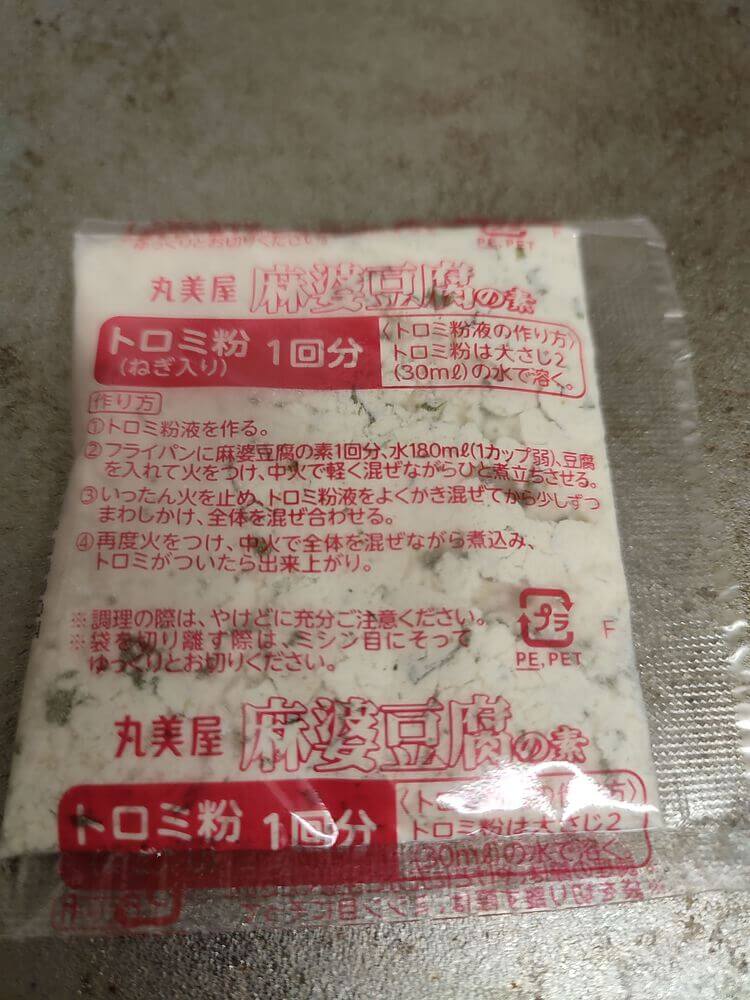 ゆっくりとお切りください。
PE, PET
F
丸美屋 麻婆豆腐の素
トロミ粉 1回分
(ねぎ入り)
〈トロミ粉液の作り方〉
トロミ粉は大さじ2
(30mℓ)の水で溶く。
作り方
①トロミ粉液を作る。
②フライパンに麻婆豆腐の素1回分、水180mℓ(1カップ弱)、豆腐
を入れて火をつけ、中火で軽く混ぜながらひと煮立ちさせる。
③いったん火を止め、トロミ粉液をよくかき混ぜてから少しずつ
まわしかけ、全体を混ぜ合わせる。
④再度火をつけ、中火で全体を混ぜながら煮込み、
トロミがついたら出来上がり。
※調理の際は、やけどに充分ご注意ください。
※袋を切り離す際は、ミシン目にそって
ゆっくりとお切りください。
プラ
PE, PET
F
丸美屋 麻婆豆腐の素
トロミ粉 1回分
トロミ粉は大さじ2
(30mℓ)の水で溶く。